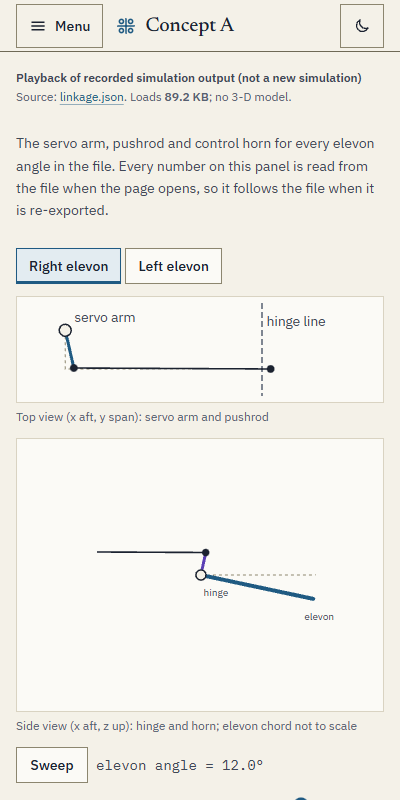 Menu
Concept A
Playback of recorded simulation output (not a new simulation)
Source: linkage.json. Loads 89.2 KB; no 3-D model.
The servo arm, pushrod and control horn for every elevon
angle in the file. Every number on this panel is read from
the file when the page opens, so it follows the file when it
is re-exported.
Right elevon
Left elevon
servo arm
hinge line
Top view (x aft, y span): servo arm and pushrod
hinge
elevon
Side view (x aft, z up): hinge and horn; elevon chord not to scale
Sweep
elevon angle = 12.0°